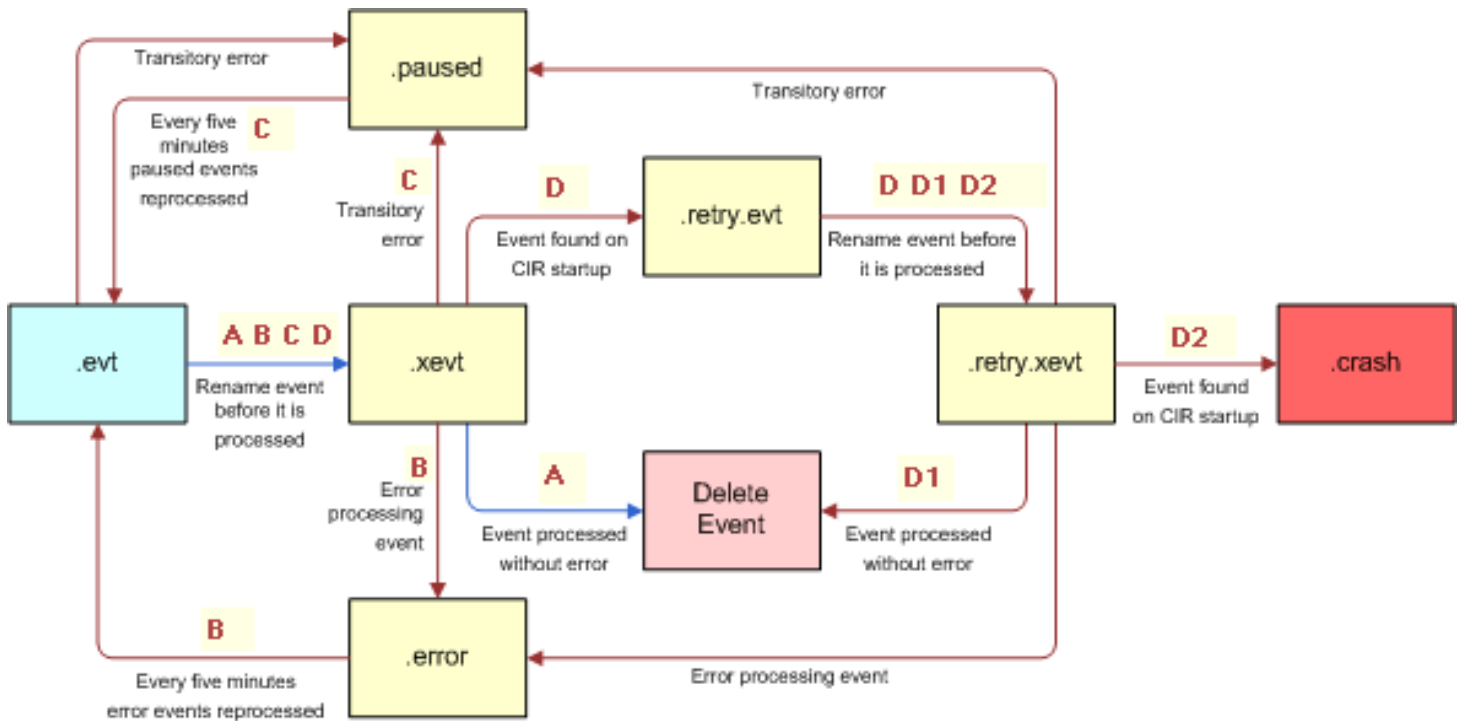 Transitory error
.paused
Transitory error
Every five
minutes
paused events
reprocessed
C
C
Transitory
error
D
Event found on
CIR startup
.retry.evt
D D1 D2
Rename event before
it is processed
.evt
A B C D
Rename event
before it is
processed
.xevt
.retry.xevt
D2
Event found
on CIR startup
.crash
B
Error
processing
event
A
Event processed
without error
Delete
Event
D1
Event processed
without error
B
Every five minutes
error events reprocessed
.error
Error processing event